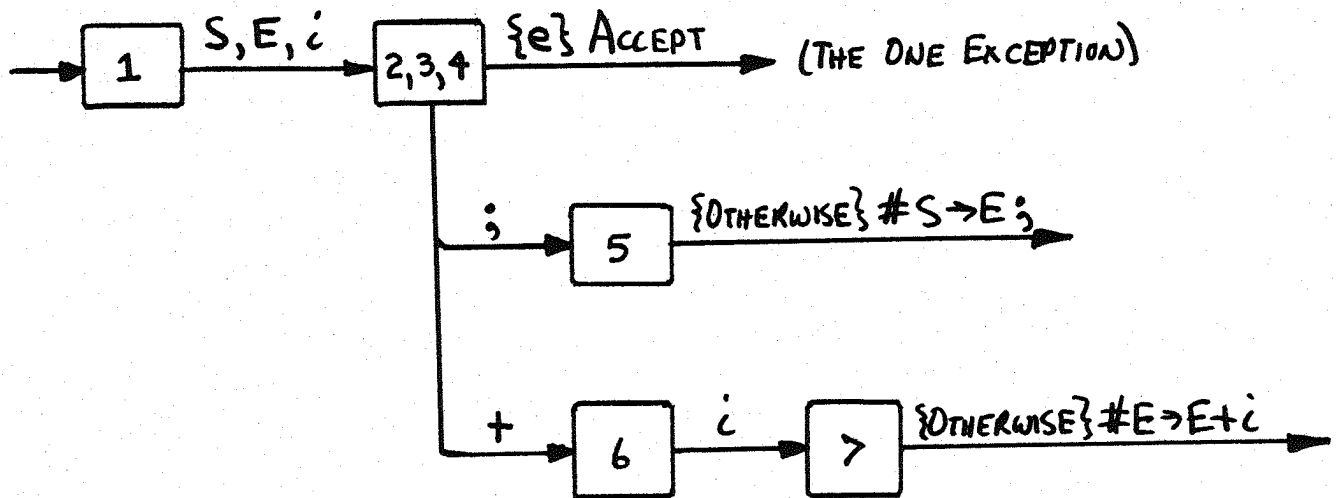 1 S, E, i 2,3,4 {e} ACCEPT (THE ONE EXCEPTION)
; 5 {OTHERWISE} # S → E ;
+ 6 i 7 {OTHERWISE} # E → E + i